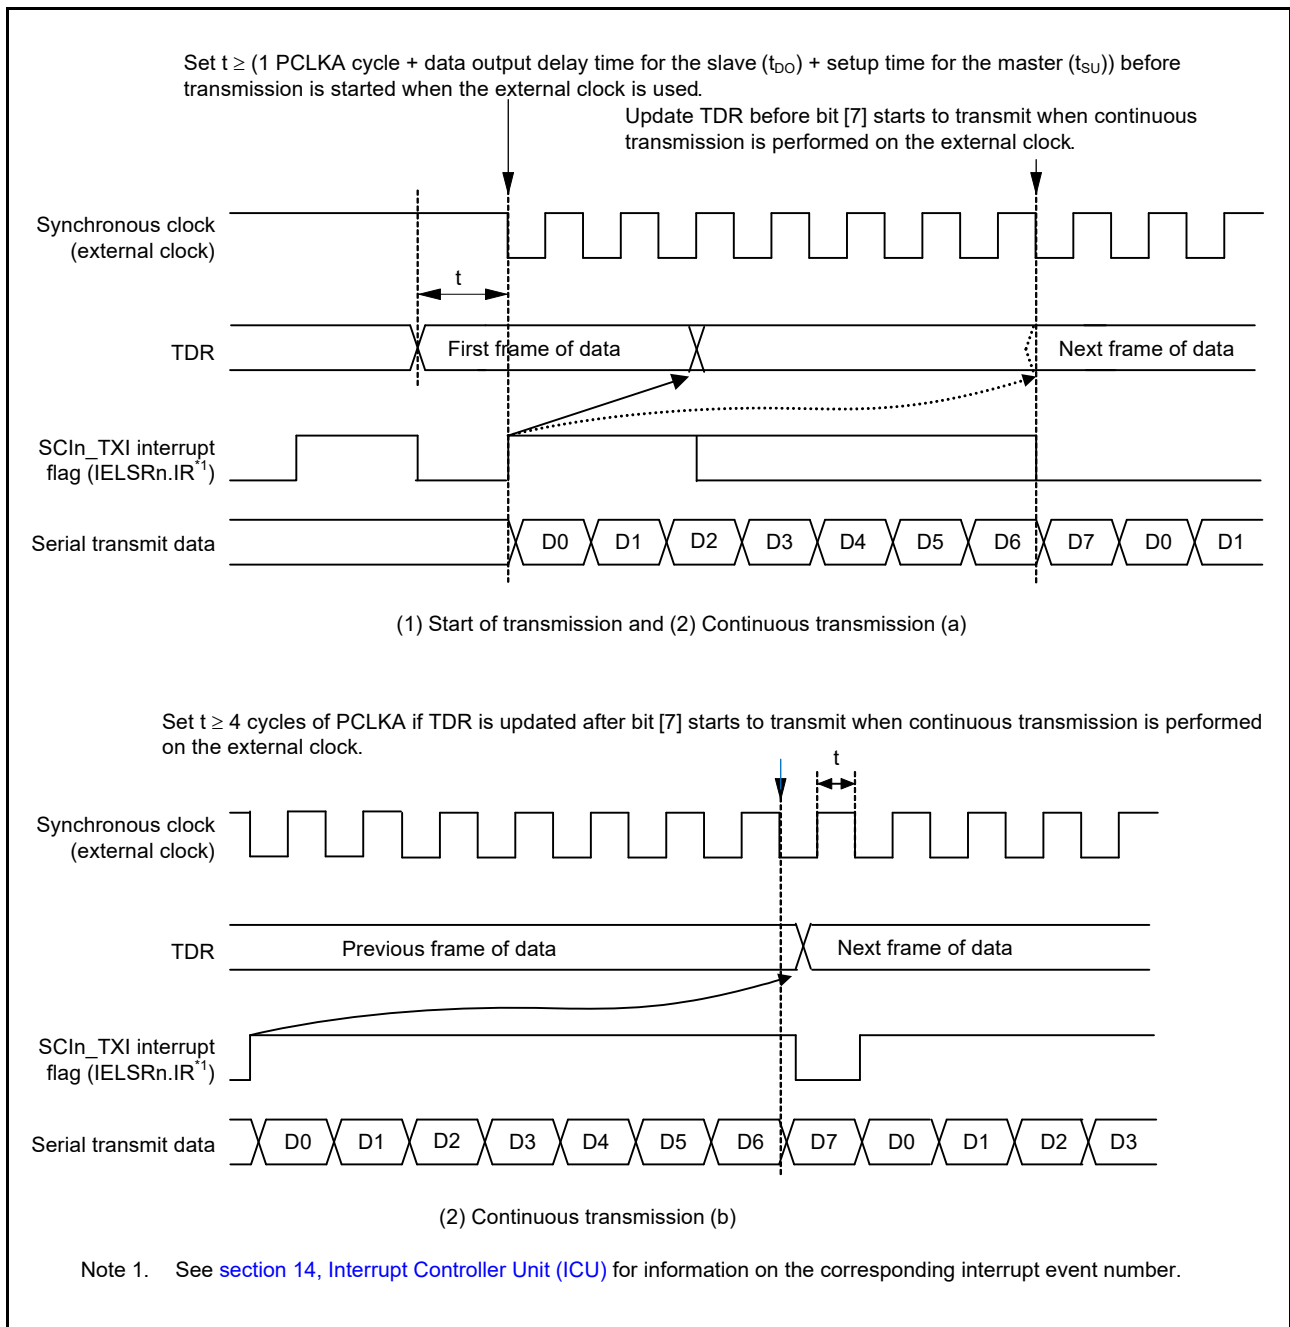 Set t ≥ (1 PCLKA cycle + data output delay time for the slave (tDO) + setup time for the master (tSU)) before
transmission is started when the external clock is used.
Update TDR before bit [7] starts to transmit when continuous
transmission is performed on the external clock.
Synchronous clock
(external clock)
t
TDR
First frame of data
Next frame of data
SCIn_TXI interrupt
flag (IELSRn.IR*1)
Serial transmit data
D0 D1 D2 D3 D4 D5 D6 D7 D0 D1
(1) Start of transmission and (2) Continuous transmission (a)
Set t ≥ 4 cycles of PCLKA if TDR is updated after bit [7] starts to transmit when continuous transmission is performed
on the external clock.
t
Synchronous clock
(external clock)
TDR
Previous frame of data
Next frame of data
SCIn_TXI interrupt
flag (IELSRn.IR*1)
Serial transmit data
D0 D1 D2 D3 D4 D5 D6 D7 D0 D1 D2 D3
(2) Continuous transmission (b)
Note 1. See section 14, Interrupt Controller Unit (ICU) for information on the corresponding interrupt event number.